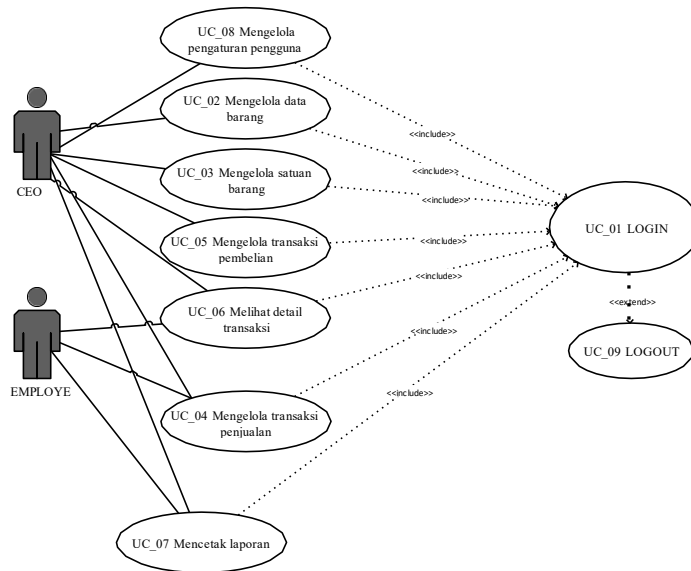 UC_08 Mengelola
pengaturan pengguna
UC_02 Mengelola data
barang
<<include>>
CEO
UC_03 Mengelola satuan
barang
<<include>>
<<include>>
UC_05 Mengelola transaksi
pembelian
<<include>>
UC_01 LOGIN
UC_06 Melihat detail
transaksi
<<include>>
<<extend>>
EMPLOYE
<<include>>
UC_09 LOGOUT
UC_04 Mengelola transaksi
penjualan
<<include>>
UC_07 Mencetak laporan